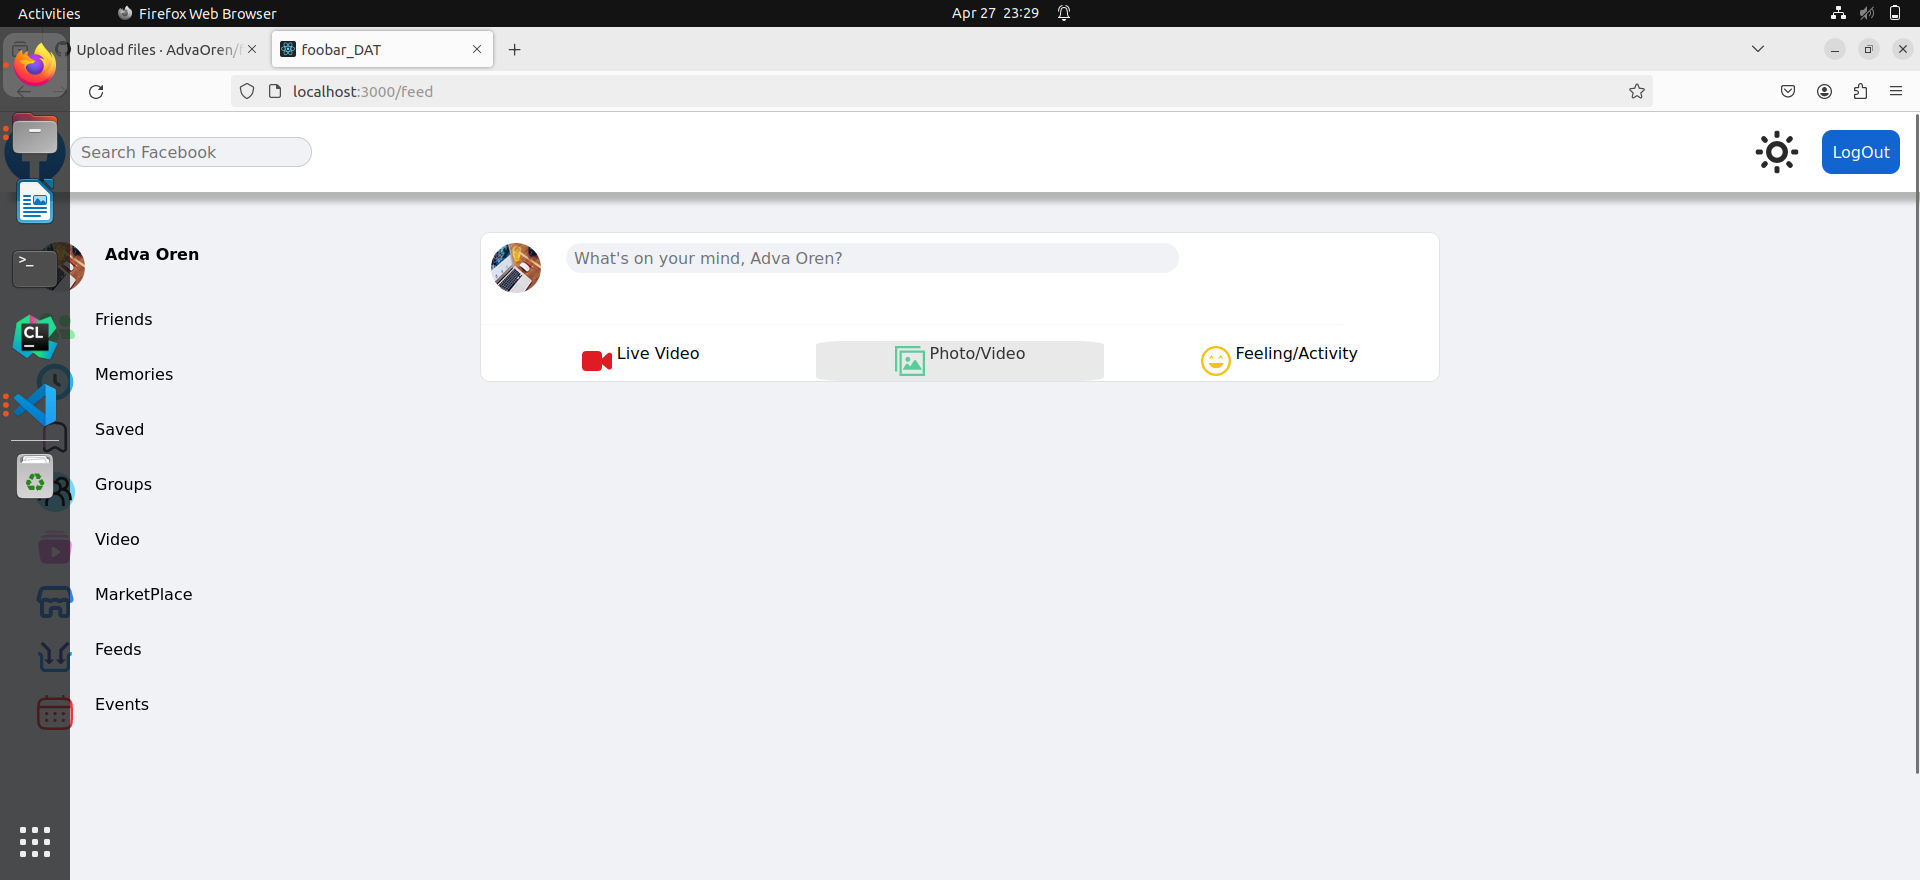 Activities Firefox Web Browser Apr 27 23:29
Upload files · AdvaOren/ foobar_DAT
localhost:3000/feed
Search Facebook LogOut
Adva Oren What's on your mind, Adva Oren?
Friends
Live Video Photo/Video Feeling/Activity
Memories
Saved
Groups
Video
MarketPlace
Feeds
Events
>_
CL